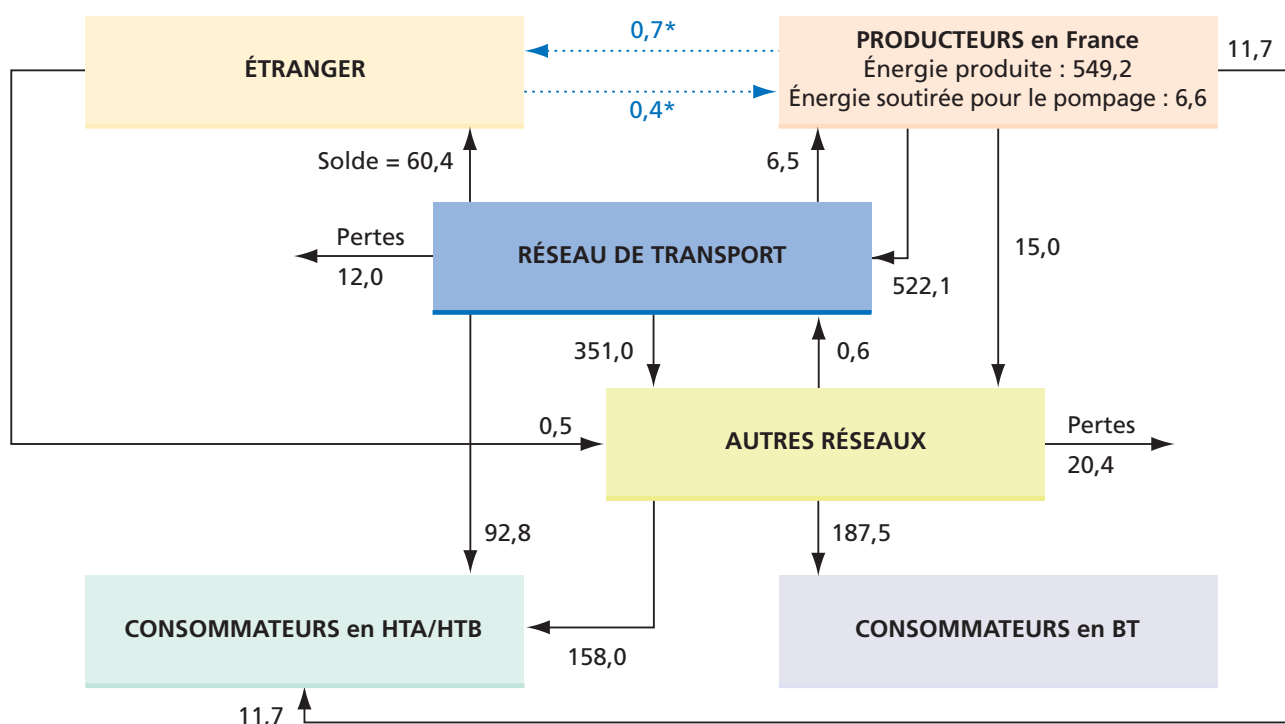 0,7*
PRODUCTEURS en France
11,7
ÉTRANGER
Énergie produite : 549,2
Énergie soutirée pour le pompage : 6,6
0,4*
Solde = 60,4
6,5
Pertes
RÉSEAU DE TRANSPORT
15,0
12,0
522,1
351,0
0,6
0,5
AUTRES RÉSEAUX
Pertes
20,4
92,8
187,5
CONSOMMATEURS en HTA/HTB
CONSOMMATEURS en BT
158,0
11,7